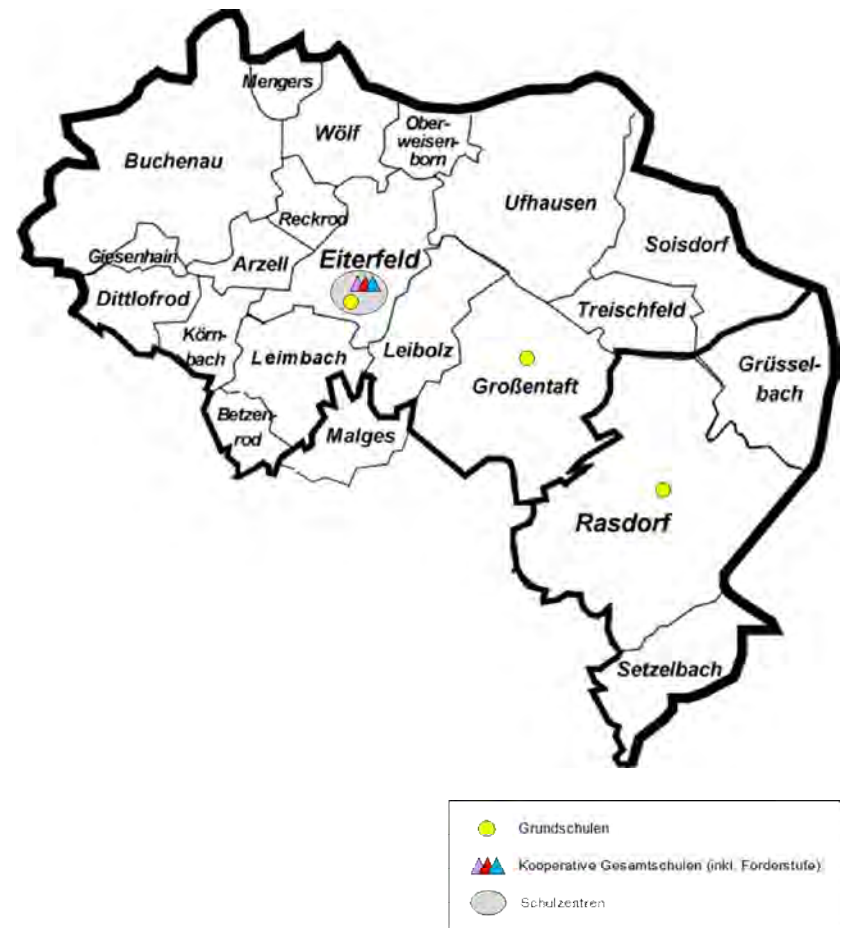 Mengers
Wölf
Ober-
weisen-
born
Buchenau
Ufhausen
Reckrod
Soisdorf
Giesenhain
Arzell
Eiterfeld
Dittlofrod
Treischfeld
Körn-
bach
Leimbach
Leibolz
Großentaft
Grüssel-
bach
Betzen-
rod
Malges
Rasdorf
Setzelbach
Grundschulen
Kooperative Gesamtschulen (inkl. Förderstufe)
Schulzentren